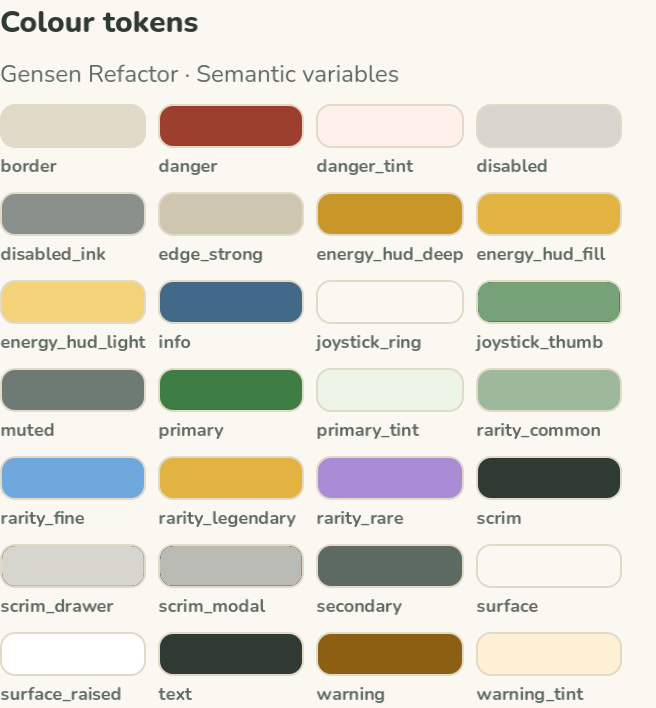 Colour tokens
Gensen Refactor · Semantic variables
border danger danger_tint disabled
disabled_ink edge_strong energy_hud_deep energy_hud_fill
energy_hud_light info joystick_ring joystick_thumb
muted primary primary_tint rarity_common
rarity_fine rarity_legendary rarity_rare scrim
scrim_drawer scrim_modal secondary surface
surface_raised text warning warning_tint